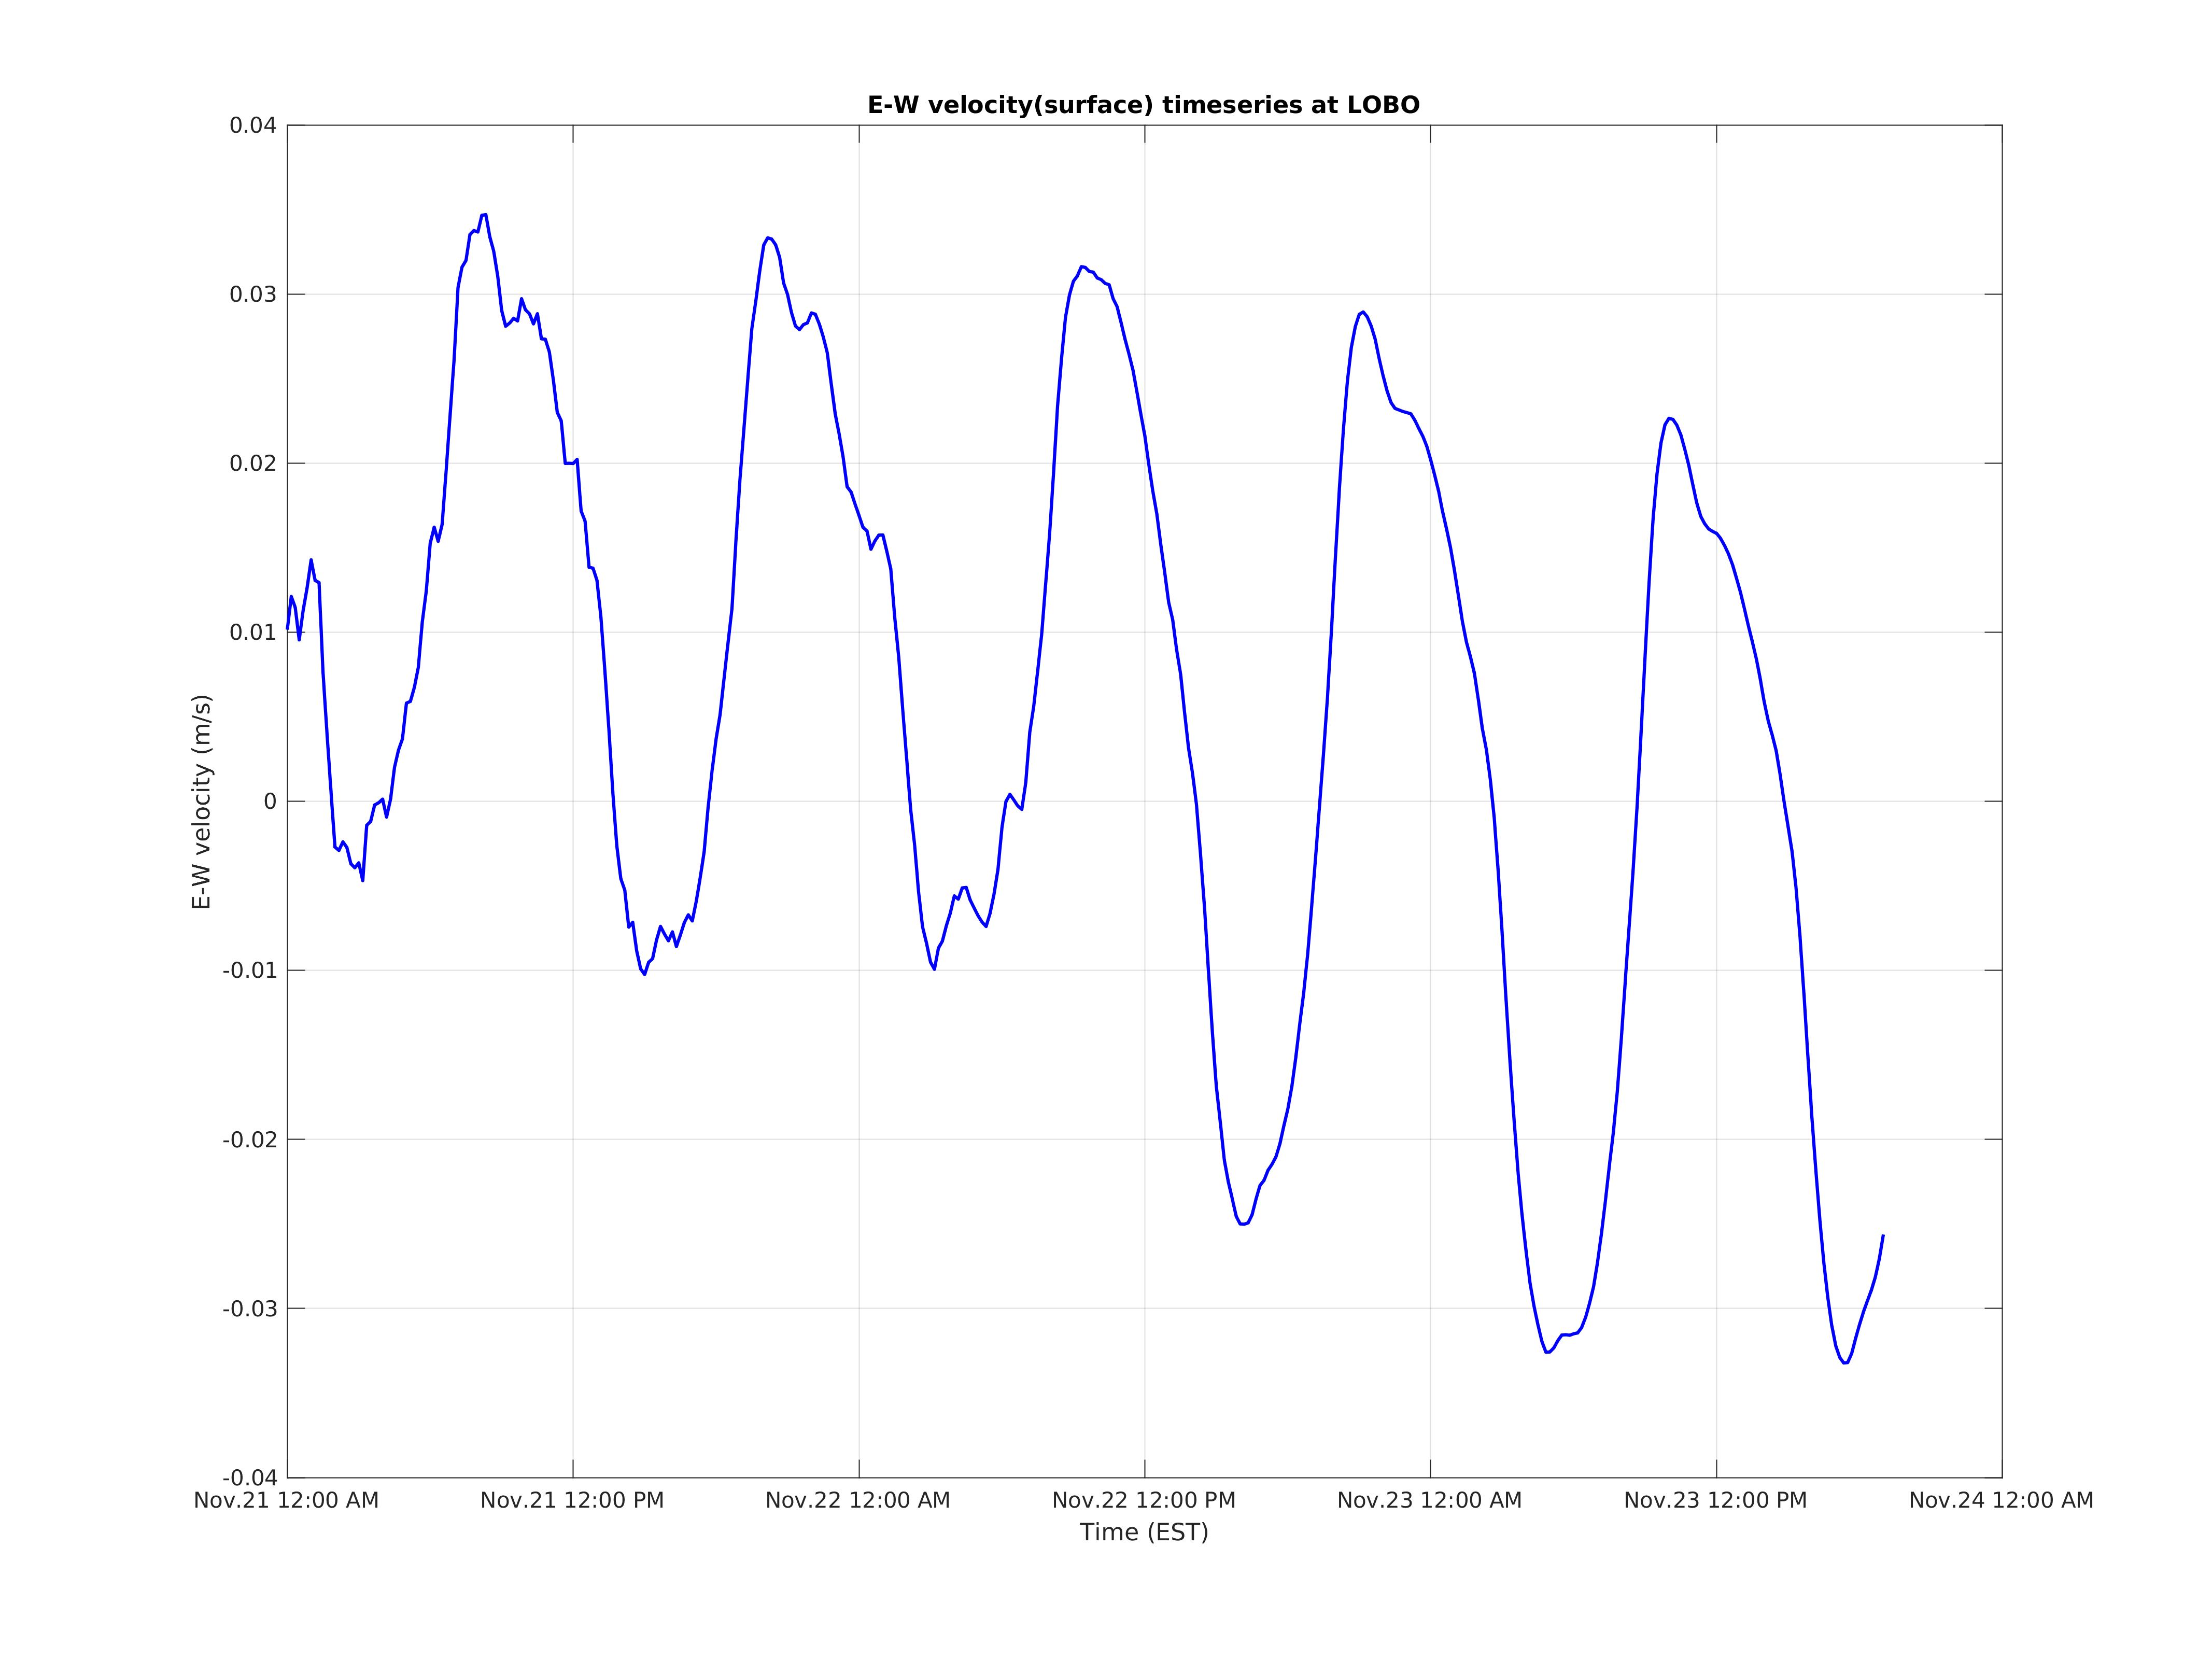 E-W velocity(surface) timeseries at LOBO
0.04
0.03
0.02
0.01
0
-0.01
-0.02
-0.03
-0.04
E-W velocity (m/s)
Nov.21 12:00 AM Nov.21 12:00 PM Nov.22 12:00 AM Nov.22 12:00 PM Nov.23 12:00 AM Nov.23 12:00 PM Nov.24 12:00 AM
Time (EST)